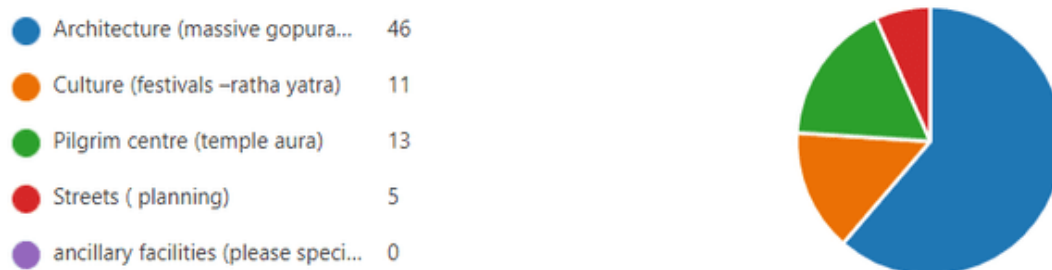 Architecture (massive gopura... 46
Culture (festivals –ratha yatra) 11
Pilgrim centre (temple aura) 13
Streets ( planning) 5
ancillary facilities (please speci... 0